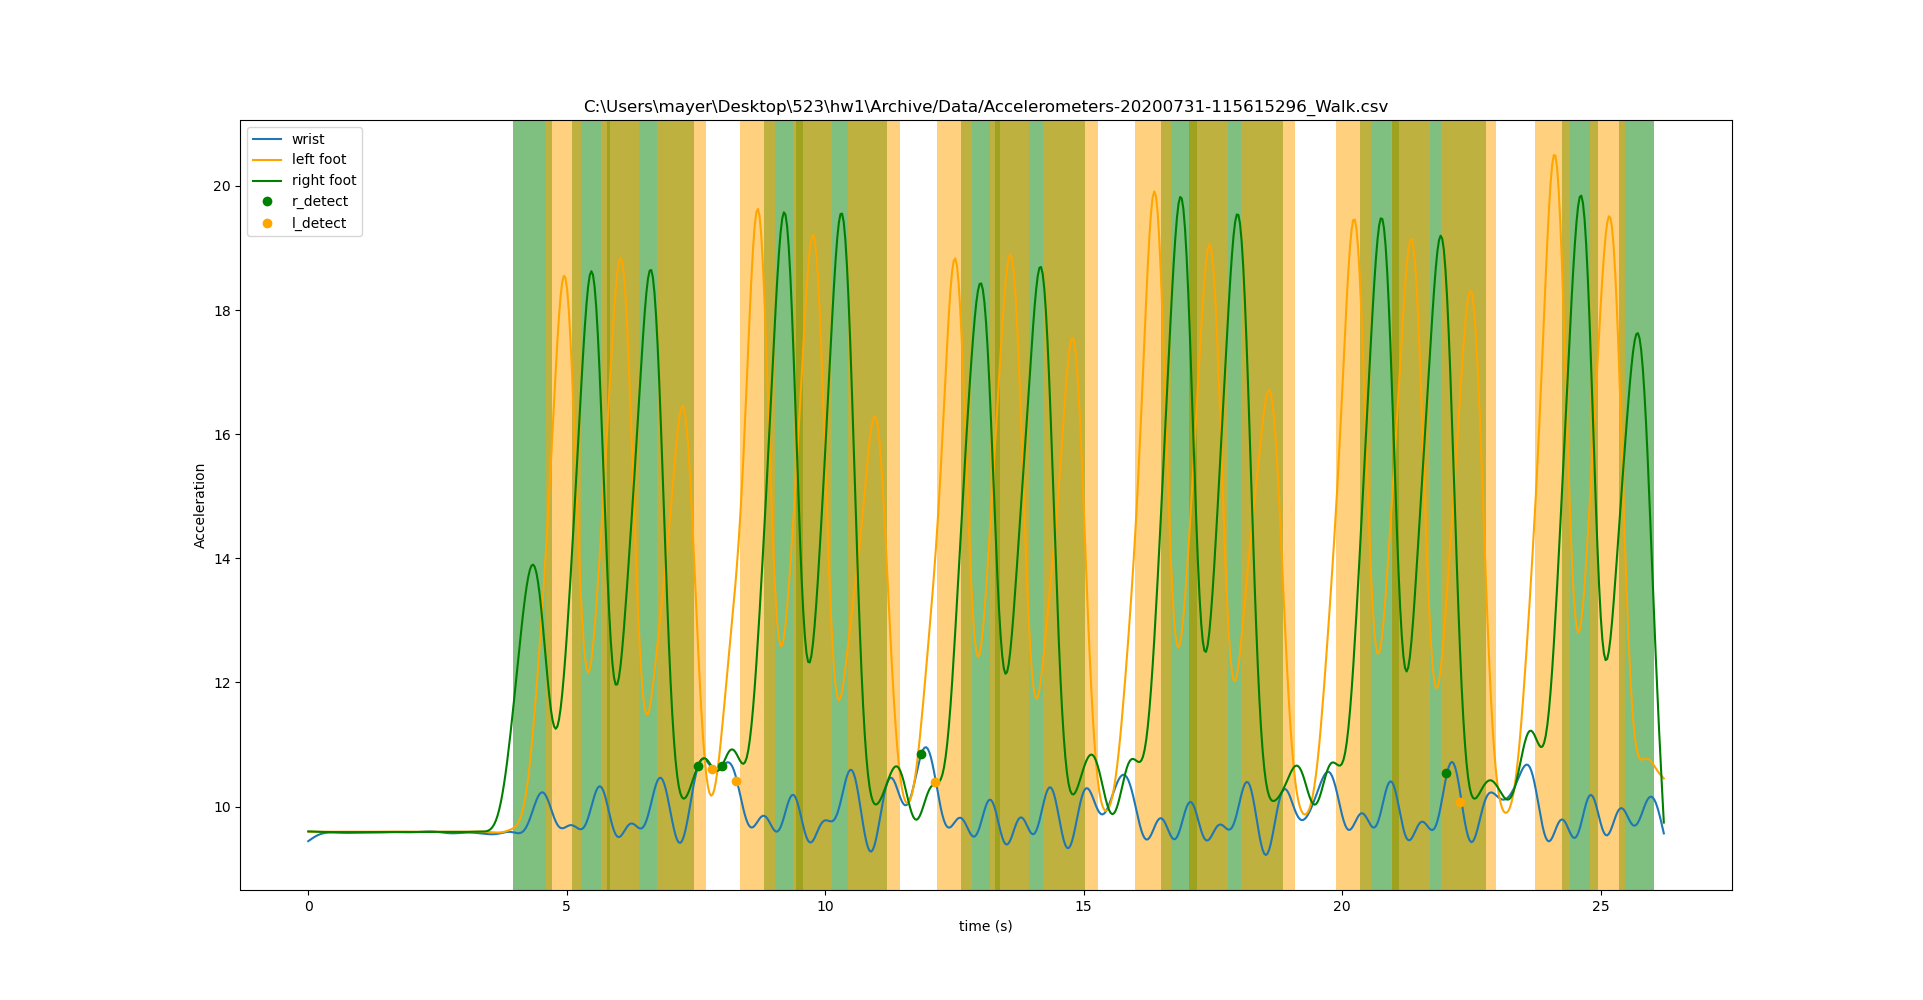 C:\Users\mayer\Desktop\523\hw1\Archive/Data/Accelerometers-20200731-115615296_Walk.csv
wrist
left foot
right foot
r_detect
l_detect
Acceleration
20
18
16
14
12
10
0 5 10 15 20 25
time (s)